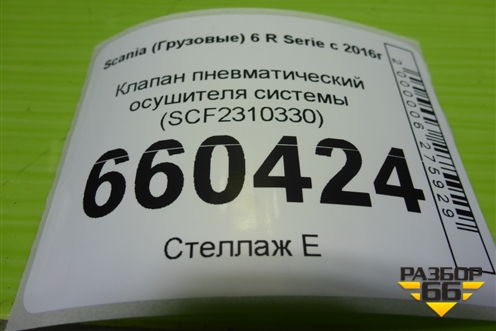 Scania (Грузовые) 6 R Serie с 2016г
Клапан пневматический
осушителя системы
(SCF2310330)
660424
Стеллаж Е
2000006275929
РАЗБОР
66